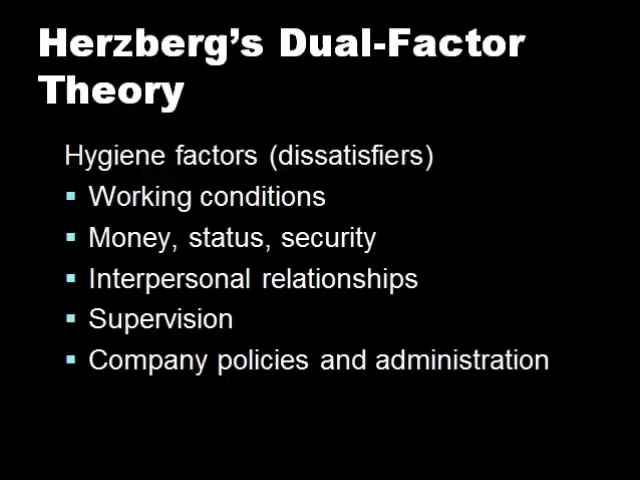 Herzberg’s Dual-Factor
Theory
Hygiene factors (dissatisfiers)
▪ Working conditions
▪ Money, status, security
▪ Interpersonal relationships
▪ Supervision
▪ Company policies and administration